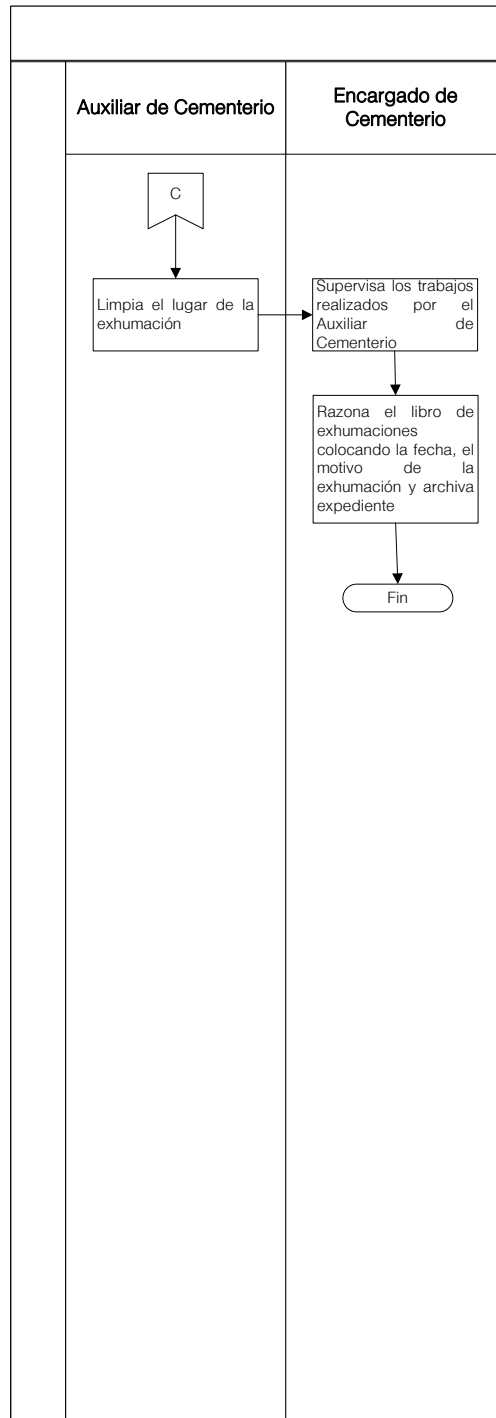 Auxiliar de Cementerio
Encargado de
Cementerio
C
Limpia el lugar de la
exhumación
Supervisa los trabajos
realizados por el
Auxiliar de
Cementerio
Razona el libro de
exhumaciones
colocando la fecha, el
motivo de la
exhumación y archiva
expediente
Fin